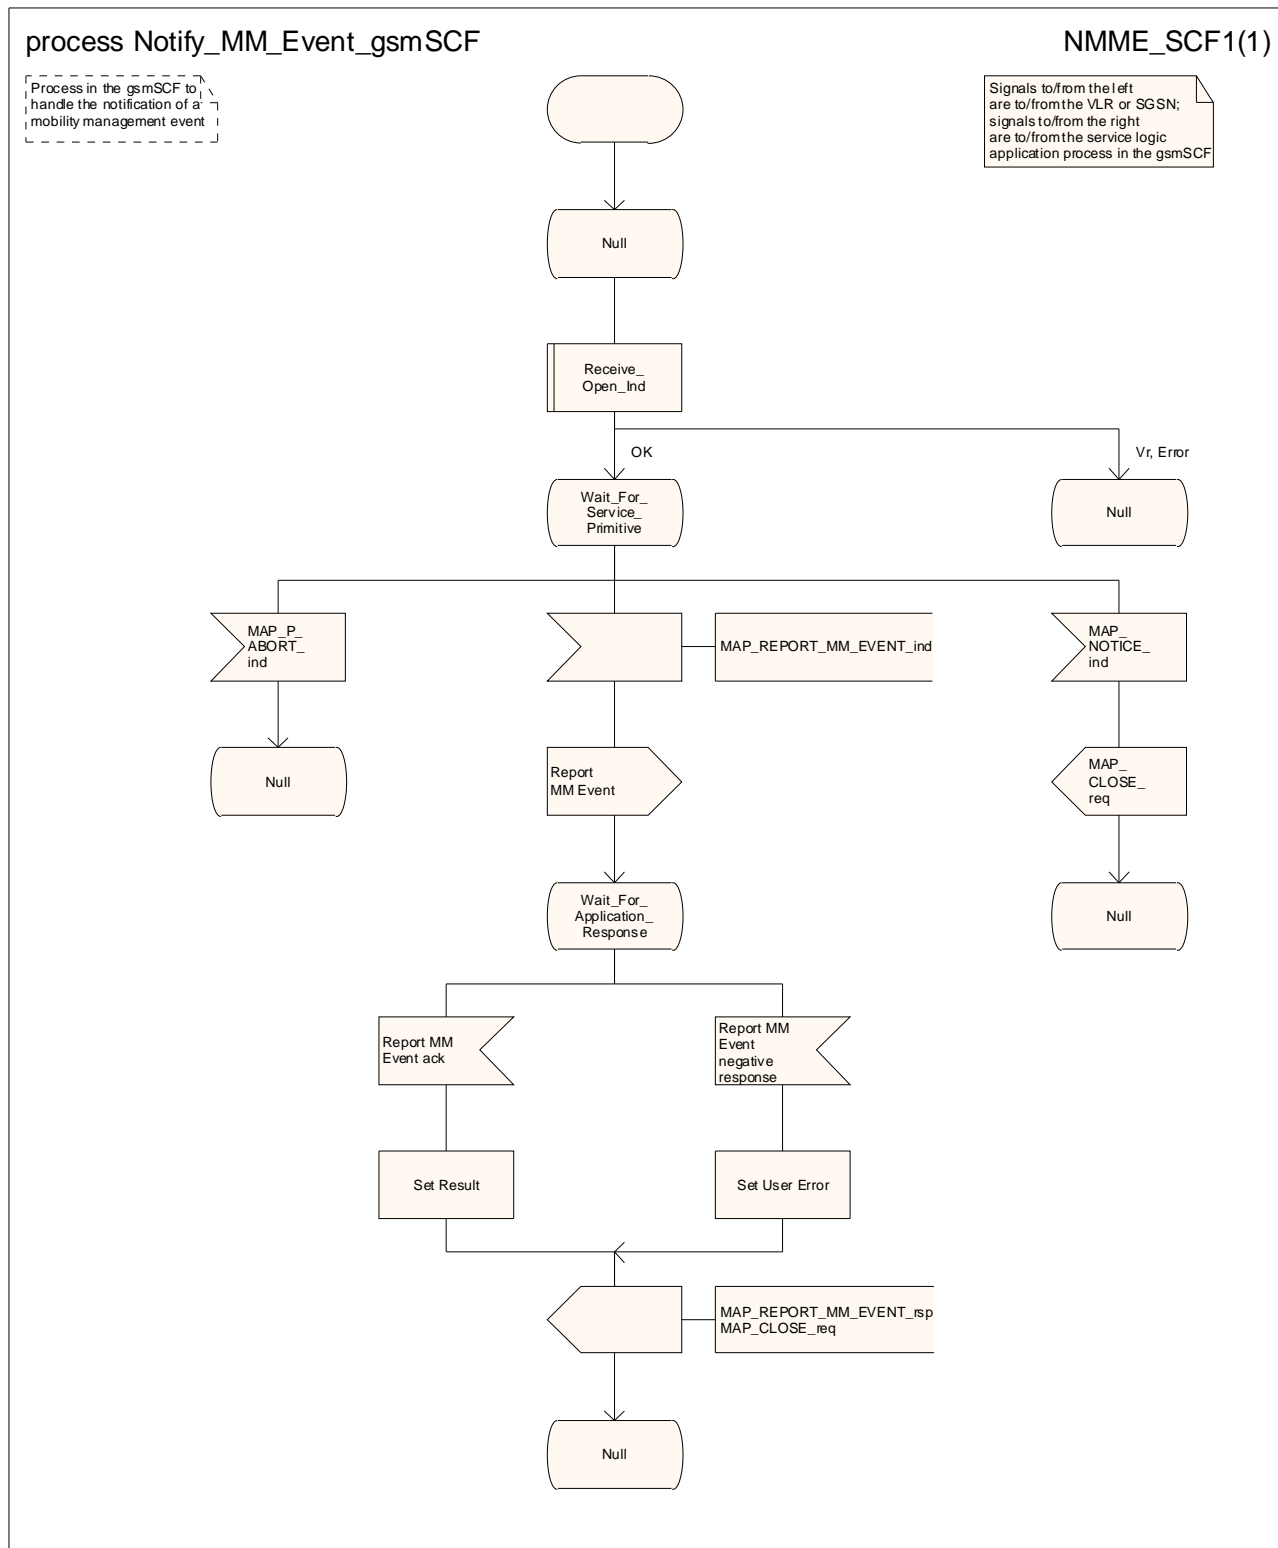 process Notify_MM_Event_gsmSCF
NMME_SCF1(1)
Process in the gsmSCF to
handle the notification of a
mobility management event
Signals to/from the left
are to/from the VLR or SGSN;
signals to/from the right
are to/from the service logic
application process in the gsmSCF
Null
Receive_
Open_Ind
OK
Vr, Error
Wait_For_
Service_
Primitive
Null
MAP_P_
ABORT_
ind
MAP_REPORT_MM_EVENT_ind
MAP_
NOTICE_
ind
Null
Report
MM Event
MAP_
CLOSE_
req
Wait_For_
Application_
Response
Null
Report MM
Event ack
Report MM
Event
negative
response
Set Result
Set User Error
MAP_REPORT_MM_EVENT_rsp
MAP_CLOSE_req
Null